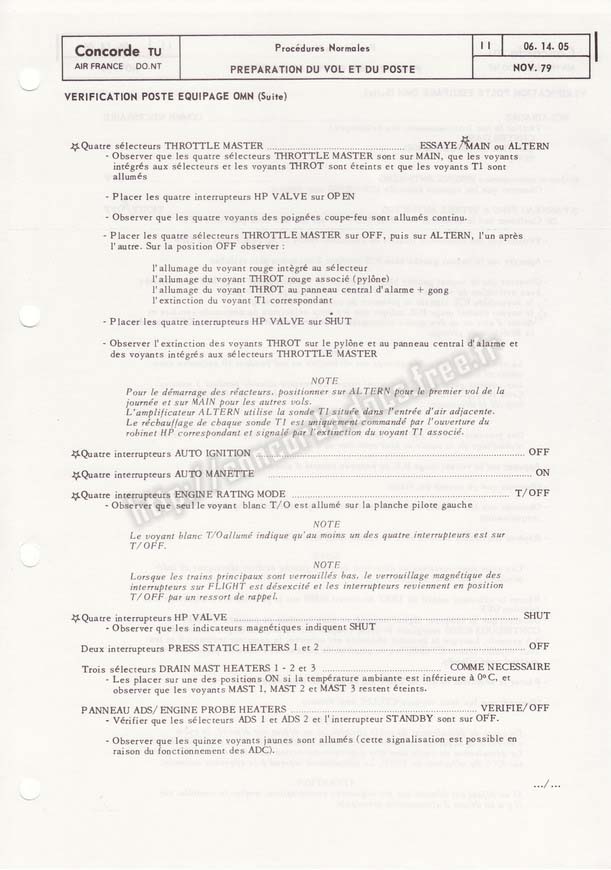 Concorde TU
AIR FRANCE DO.NT
Procédures Normales
PREPARATION DU VOL ET DU POSTE
11
06. 14. 05
NOV. 79
VERIFICATION POSTE EQUIPAGE OMN (Suite)
☆Quatre sélecteurs THROTTLE MASTER ........ ESSAYE/☆MAIN ou ALTERN
- Observer que les quatre sélecteurs THROTTLE MASTER sont sur MAIN, que les voyants
intégrés aux sélecteurs et les voyants THROT sont éteints et que les voyants T1 sont
allumés
- Placer les quatre interrupteurs HP VALVE sur OPEN
- Observer que les quatre voyants des poignées coupe-feu sont allumés continu.
- Placer les quatre sélecteurs THROTTLE MASTER sur OFF, puis sur ALTERN, l'un après
l'autre. Sur la position OFF observer :
l'allumage du voyant rouge intégré au sélecteur
l'allumage du voyant THROT rouge associé (pylône)
l'allumage du voyant THROT au panneau central d'alarme + gong
l'extinction du voyant T1 correspondant
- Placer les quatre interrupteurs HP VALVE sur SHUT
- Observer l'extinction des voyants THROT sur le pylône et au panneau central d'alarme et
des voyants intégrés aux sélecteurs THROTTLE MASTER
NOTE
Pour le démarrage des réacteurs, positionner sur ALTERN pour le premier vol de la
journée et sur MAIN pour les autres vols.
L'amplificateur ALTERN utilise la sonde T1 située dans l'entrée d'air adjacente.
Le réchauffage de chaque sonde T1 est uniquement commandé par l'ouverture du
robinet HP correspondant et signalé par l'extinction du voyant T1 associé.
☆Quatre interrupteurs AUTO IGNITION ........ OFF
☆Quatre interrupteurs AUTO MANETTE ........ ON
☆Quatre interrupteurs ENGINE RATING MODE ........ T/OFF
- Observer que seul le voyant blanc T/O est allumé sur la planche pilote gauche
NOTE
Le voyant blanc T/O allumé indique qu'au moins un des quatre interrupteurs est sur
T/OFF.
NOTE
Lorsque les trains principaux sont verrouillés bas, le verrouillage magnétique des
interrupteurs sur FLIGHT est désexcité et les interrupteurs reviennent en position
T/OFF par un ressort de rappel.
☆Quatre interrupteurs HP VALVE ........ SHUT
- Observer que les indicateurs magnétiques indiquent SHUT
Deux interrupteurs PRESS STATIC HEATERS 1 et 2 ........ OFF
Trois sélecteurs DRAIN MAST HEATERS 1 - 2 et 3 ........ COMME NECESSAIRE
- Les placer sur une des positions ON si la température ambiante est inférieure à 0°C, et
observer que les voyants MAST 1, MAST 2 et MAST 3 restent éteints.
PANNEAU ADS/ENGINE PROBE HEATERS ........ VERIFIE/OFF
- Vérifier que les sélecteurs ADS 1 et ADS 2 et l'interrupteur STANDBY sont sur OFF.
- Observer que les quinze voyants jaunes sont allumés (cette signalisation est possible en
raison du fonctionnement des ADC).
.../...